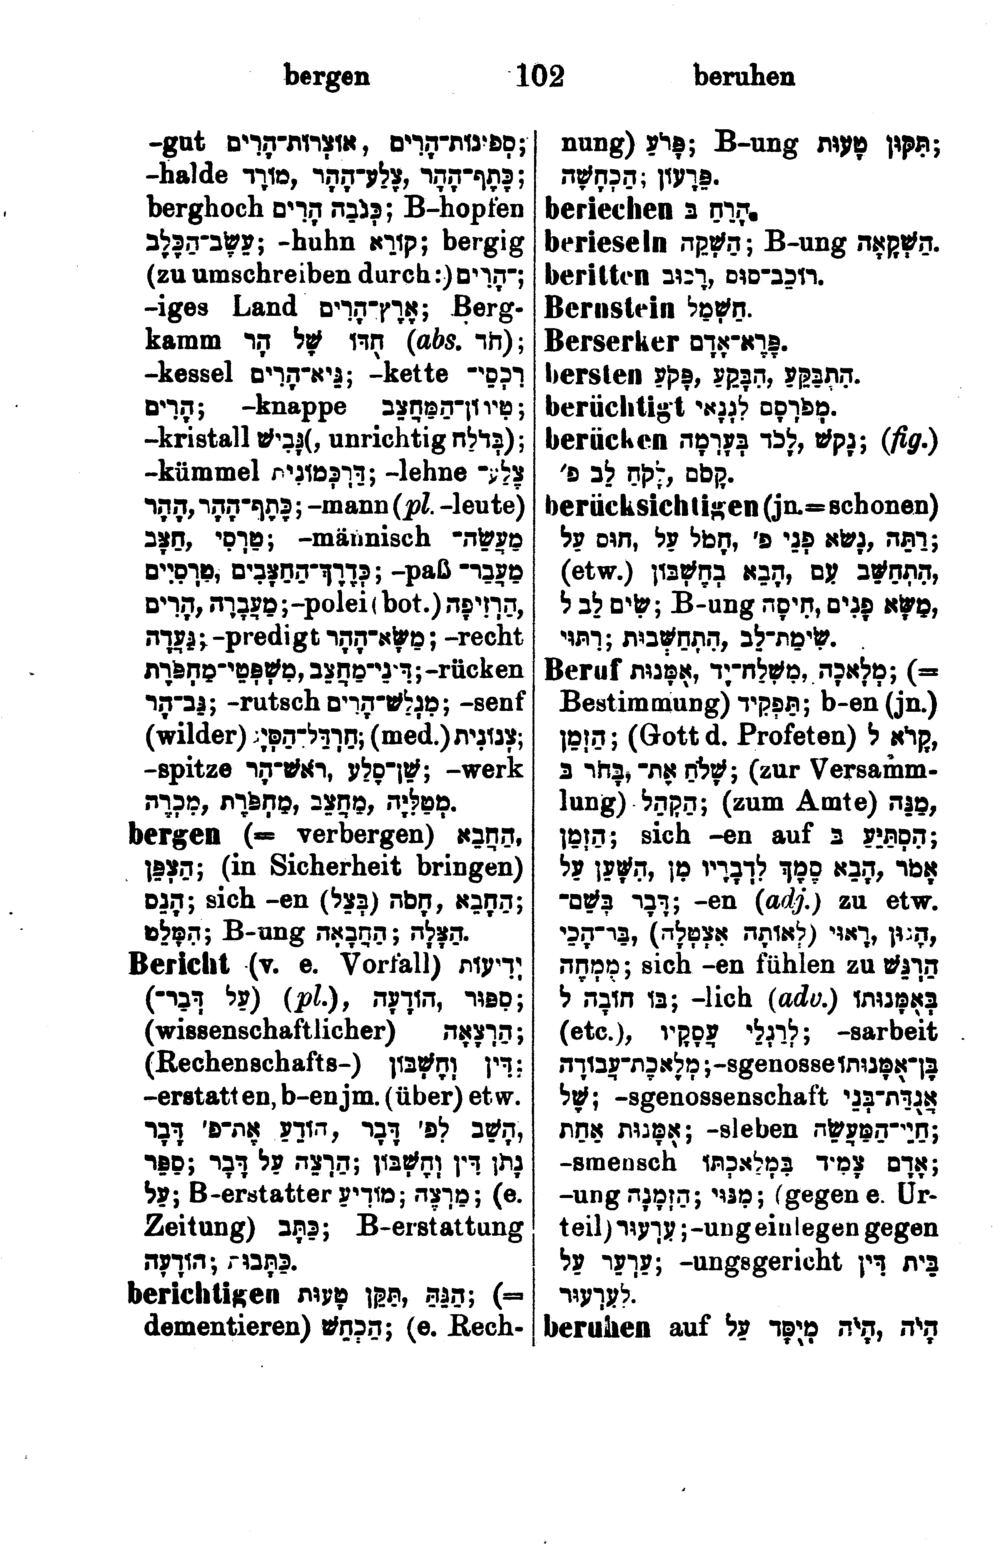 bergen 102 beruhen
-gut סְפִינוֹת־הָרִים, אוֹצְרוֹת־הָרִים;
-halde כֶּתֶף־הָהָר, צֶלַע־הָהָר, מוֹרָד;
berghoch כְּגֹבַהּ הָרִים; B-hopfen
עֵשֶׂב־הַכֶּלֶב; -huhn קוֹרֵא; bergig
(zu umschreiben durch:) הָרִים־;
-iges Land אֶרֶץ־הָרִים; Berg-
kamm חֻדּוֹ שֶׁל הַר (abs. חֹד);
-kessel גֵּיא־הָרִים; -kette רִכְסֵי־
הָרִים; -knappe טִירוֹן־הַמַּחְצָב;
-kristall גָּבִישׁ(, unrichtig בְּדֹלַח);
-kümmel דַּרְכְּמוֹנִית; -lehne צֶלַע־
הָהָר, כֶּתֶף־הָהָר; -mann (pl. -leute)
חַצָּב, טֵרְסִי; -männisch מַעֲשֵׂה־
טֵרְסִיִּים, כְּדֶרֶךְ־הַחַצָּבִים; -paß מַעֲבַר־
הָרִים, מַעְבָּרָה; -polei (bot.)
גַּעְדָּה; -predigt מַשָּׂא־הָהָר; -recht
דִּינֵי־מַחְצָב, מִשְׁפְּטֵי־מַחְפֹּרֶת; -rücken
גַּב־הָר; -rutsch מַגְלֵשׁ־הָרִים; -senf
(wilder) חַרְדַּל־הַסְּיָג; (med.) צְנוֹנִית;
-spitze שֶׁן־סֶלַע, רֹאשׁ־הָר; -werk
מַחְצָב, מַחְפֹּרֶת, מִכְרֶה, מְטַלִּיָּה.
bergen (= verbergen) הֶחְבֵּא,
הִצְפֵּן; (in Sicherheit bringen)
הָנֵס; sich -en (בְּצֵל) הֵחָבֵא, חָסֹה;
הִמָּלֵט; B-ung הַחְבָּאָה; הַצָּלָה.
Bericht (v. e. Vorfall) יְדִיעוֹת
(עַל דְּבַר־) (pl.), הוֹדָעָה, סִפּוּר;
(wissenschaftlicher) הַרְצָאָה;
(Rechenschafts-) דִּין וְחֶשְׁבּוֹן;
-erstatten, b-en jm. (über) etw.
הָשֵׁב לִפ' דָּבָר, הוֹדַע אֶת־פ' דָּבָר,
נָתֹן דִּין וְחֶשְׁבּוֹן; הַרְצֵה עַל דָּבָר; סַפֵּר
עַל; B-erstatter מוֹדִיעַ; מַרְצֶה; (e.
Zeitung) כַּתָּב; B-erstattung
כַּתָּבוּת; הוֹדָעָה.
berichtigen הַגֵּהַּ, תַּקֵּן טָעוּת; (=
dementieren) הַכְחֵשׁ; (e. Rech-
nung) פָּרֹעַ; B-ung תִּקּוּן טָעוּת;
פֵּרָעוֹן; הַכְחָשָׁה.
beriechen הָרֵחַ בּ.
berieseln הַשְׁקֵה; B-ung הַשְׁקָאָה.
beritten רוֹכֵב־סוּס, רָכוּב.
Bernstein חַשְׁמַל.
Berserker פֶּרֶא־אָדָם.
bersten הִתְבַּקֵּעַ, הִבָּקַע, פָּקֹע.
berüchtigt מְפֻרְסָם לִגְנַאי.
berücken נַקֵּשׁ, לָכֹד בְּעָרְמָה; (fig.)
קָסֹם, לָקֹחַ לֵב פ'
berücksichtigen (jn. = schonen)
נָשֹׂא פְּנֵי פ', חָמֹל עַל, חוּס עַל, רַתֵּה;
(etw.) הִתְחַשֵּׁב עִם, הָבֵא בְחֶשְׁבּוֹן,
שִׂים לֵב ל; B-ung מַשָּׂא פָנִים, חִיסָה,
רִתּוּי; שִׂימַת־לֵב, הִתְחַשְּׁבוּת.
Beruf מְלָאכָה, מִשְׁלַח־יָד, אֻמָּנוּת; (=
Bestimmung) תַּפְקִיד; b-en (jn.)
הַזְמֵן; (Gott d. Profeten) קָרֹא ל,
שָׁלֹחַ אֶת־, בָּחֹר בּ; (zur Versamm-
lung) הַקְהֵל; (zum Amte) מַנֵּה,
הַזְמֵן; sich -en auf הִסְתַּיֵּעַ בּ;
הָבֵא סֶמֶךְ לִדְבָרָיו מִן, הִשָּׁעֵן עַל, אָמֹר
דָּבָר בְּשֵׁם־; -en (adj.) zu etw.
הָגוּן, רָאוּי (לְאוֹתָהּ אִצְטְלָה), בַּר־הָכֵי,
מֻמְחֶה; sich -en fühlen zu הַרְגֵּשׁ
בּוֹ חוֹבָה ל; -lich (adv.) בְּאֻמָּנוּתוֹ
(etc.), לְרַגְלֵי עֲסָקָיו; -sarbeit
מְלֶאכֶת־עֲבוֹדָה; -sgenosse בֶּן־אֻמָּנוּתוֹ
שֶׁל; -sgenossenschaft אֲגֻדַּת־בְּנֵי
אֻמָּנוּת אַחַת; -sleben חַיֵּי־הַמַּעֲשֶׂה;
-smensch אָדָם צָמִיד בִּמְלַאכְתּוֹ;
-ung מִנּוּי; הַזְמָנָה; (gegen e. Ur-
teil) עִרְעוּר; -ung einlegen gegen
עַרְעֵר עַל; -ungsgericht בֵּית דִּין
לְעִרְעוּר.
beruhen auf הָיֹה מְיֻסָּד עַל, הָיֹה